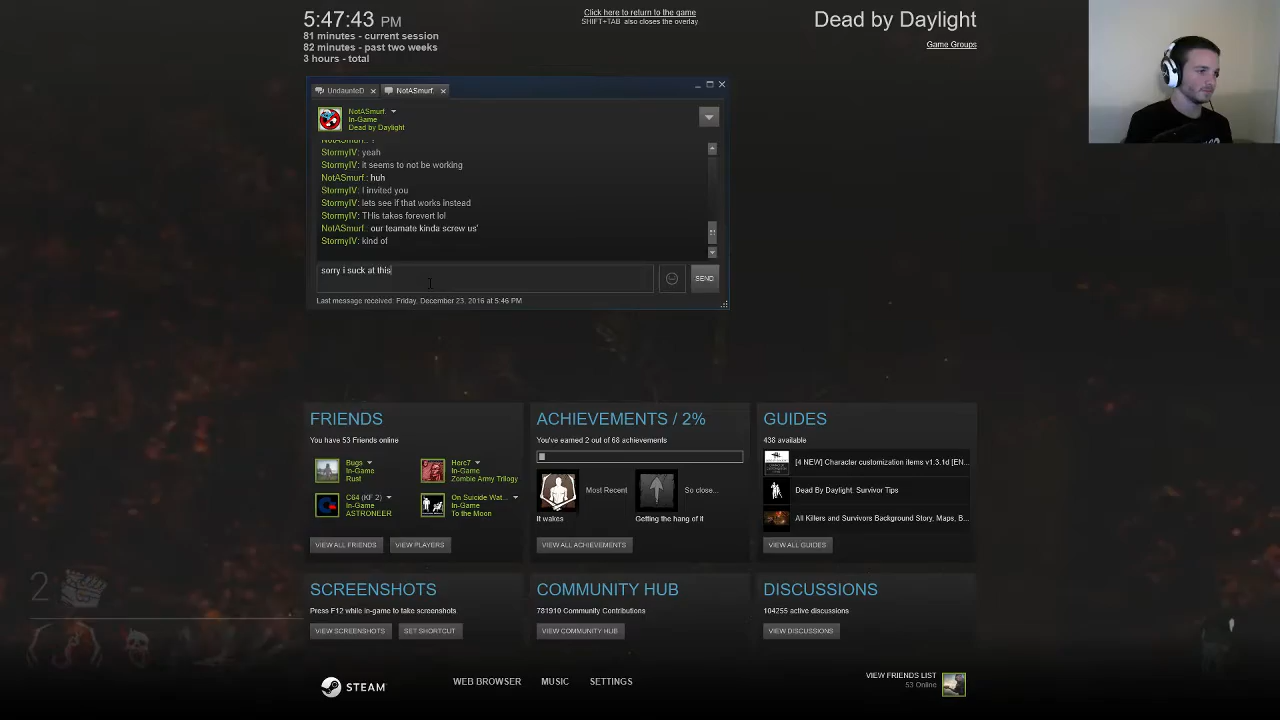 5:47:43 PM
81 minutes - current session
82 minutes - past two weeks
3 hours - total
Click here to return to the game
SHIFT+TAB also closes the overlay
Dead by Daylight
Game Groups
UndaunteD
NotASmurf.
NotASmurf.
In-Game
Dead by Daylight
NotASmurf.: ?
StormyIV: yeah
StormyIV: it seems to not be working
NotASmurf.: huh
StormyIV: I invited you
StormyIV: lets see if that works instead
StormyIV: THis takes forevert lol
NotASmurf.: our teamate kinda screw us'
StormyIV: kind of
sorry i suck at this
SEND
Last message received: Friday, December 23, 2016 at 5:46 PM
FRIENDS
You have 53 Friends online
Bugs
In-Game
Rust
Herc7
In-Game
Zombie Army Trilogy
C64 (KF 2)
In-Game
ASTRONEER
On Suicide Wat...
In-Game
To the Moon
VIEW ALL FRIENDS
VIEW PLAYERS
ACHIEVEMENTS / 2%
You've earned 2 out of 68 achievements
Most Recent
So close...
It wakes
Getting the hang of it
VIEW ALL ACHIEVEMENTS
GUIDES
438 available
[4 NEW] Character customization items v1.3.1d [EN...
Dead By Daylight. Survivor Tips
All Killers and Survivors Background Story, Maps, B...
VIEW ALL GUIDES
SCREENSHOTS
Press F12 while in-game to take screenshots
VIEW SCREENSHOTS
SET SHORTCUT
COMMUNITY HUB
781910 Community Contributions
VIEW COMMUNITY HUB
DISCUSSIONS
104255 active discussions
VIEW DISCUSSIONS
2
STEAM
WEB BROWSER
MUSIC
SETTINGS
VIEW FRIENDS LIST
53 Online